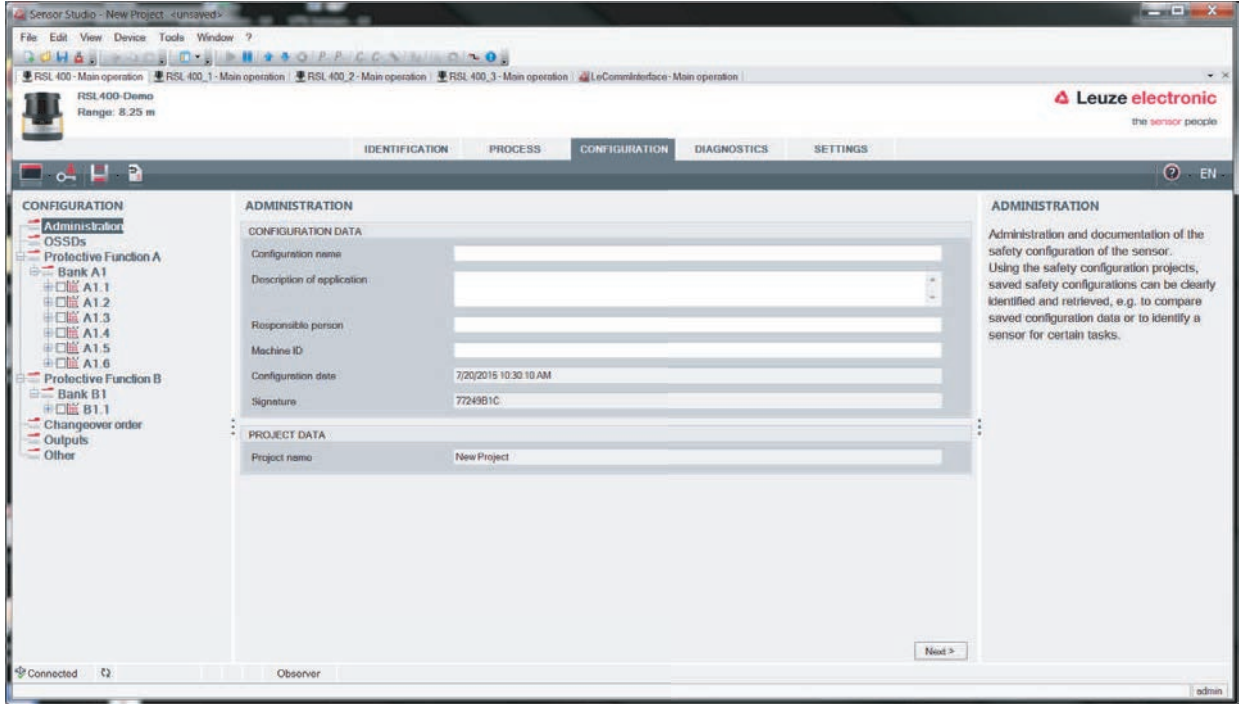 Sensor Studio - New Project <unsaved>
File Edit View Device Tools Window ?
RSL 400 - Main operation RSL 400_1 - Main operation RSL 400_2 - Main operation RSL 400_3 - Main operation LeCommInterface - Main operation
RSL400-Demo
Range: 8.25 m
Leuze electronic
the sensor people
IDENTIFICATION PROCESS CONFIGURATION DIAGNOSTICS SETTINGS
EN
CONFIGURATION
Administration
OSSDs
Protective Function A
Bank A1
A1.1
A1.2
A1.3
A1.4
A1.5
A1.6
Protective Function B
Bank B1
B1.1
Changeover order
Outputs
Other
ADMINISTRATION
CONFIGURATION DATA
Configuration name
Description of application
Responsible person
Machine ID
Configuration date 7/20/2015 10:30:10 AM
Signature 77249B1C
PROJECT DATA
Project name New Project
Next >
ADMINISTRATION
Administration and documentation of the
safety configuration of the sensor.
Using the safety configuration projects,
saved safety configurations can be clearly
identified and retrieved, e.g. to compare
saved configuration data or to identify a
sensor for certain tasks.
Connected Observer
admin